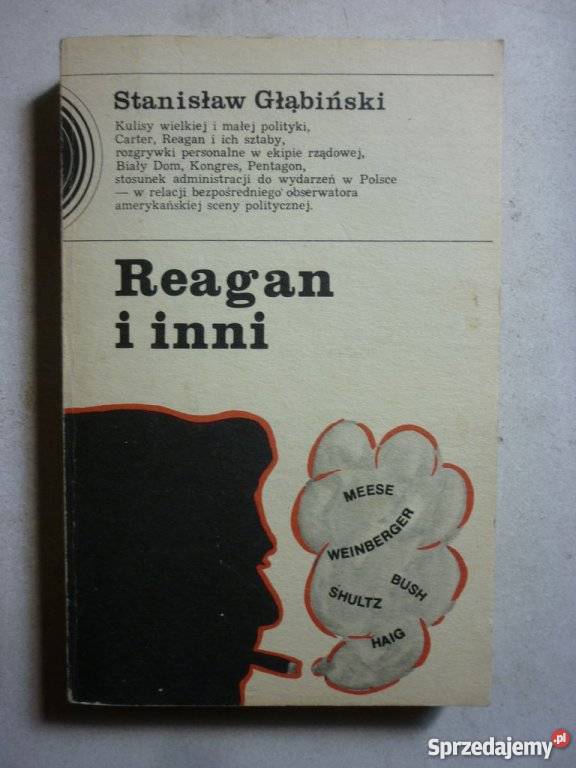 Stanisław Głąbiński
Kulisy wielkiej i małej polityki,
Carter, Reagan i ich sztaby,
rozgrywki personalne w ekipie rządowej,
Biały Dom, Kongres, Pentagon,
stosunek administracji do wydarzeń w Polsce
— w relacji bezpośredniego obserwatora
amerykańskiej sceny politycznej.
Reagan
i inni
MEESE
WEINBERGER
BUSH
SHULTZ
HAIG
Sprzedajemy.pl